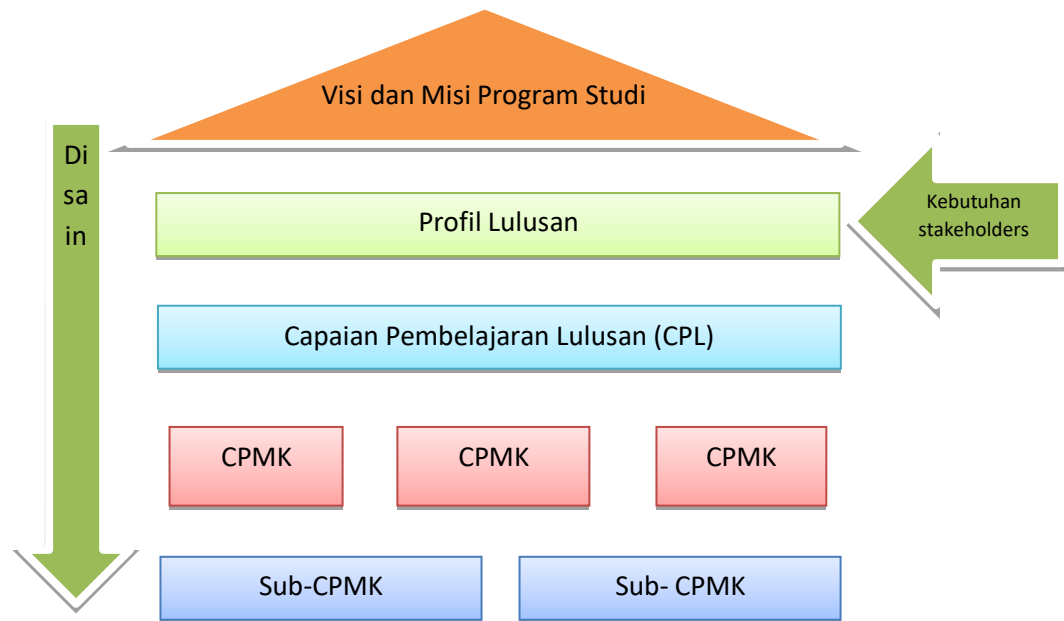 Visi dan Misi Program Studi
Di
sa
in
Profil Lulusan
Kebutuhan
stakeholders
Capaian Pembelajaran Lulusan (CPL)
CPMK
CPMK
CPMK
Sub-CPMK
Sub- CPMK